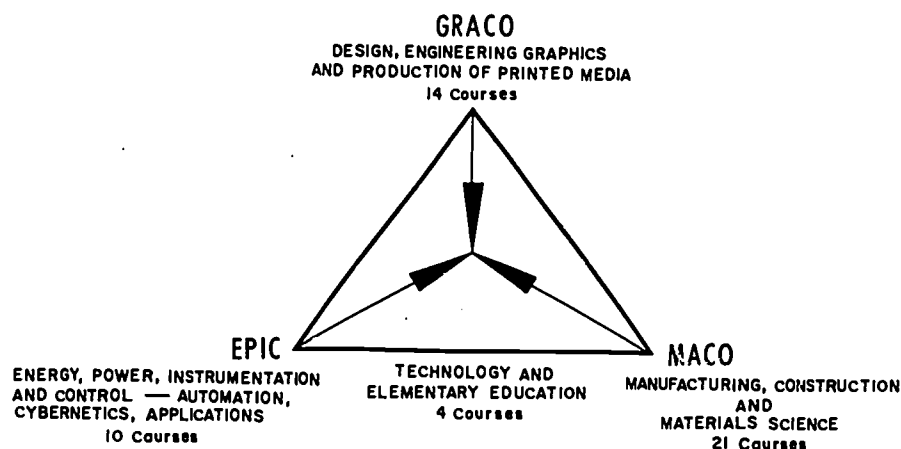 GRACO
DESIGN, ENGINEERING GRAPHICS
AND PRODUCTION OF PRINTED MEDIA
14 Courses
EPIC
ENERGY, POWER, INSTRUMENTATION
AND CONTROL — AUTOMATION,
CYBERNETICS, APPLICATIONS
10 Courses
TECHNOLOGY AND
ELEMENTARY EDUCATION
4 Courses
MACO
MANUFACTURING, CONSTRUCTION
AND
MATERIALS SCIENCE
21 Courses